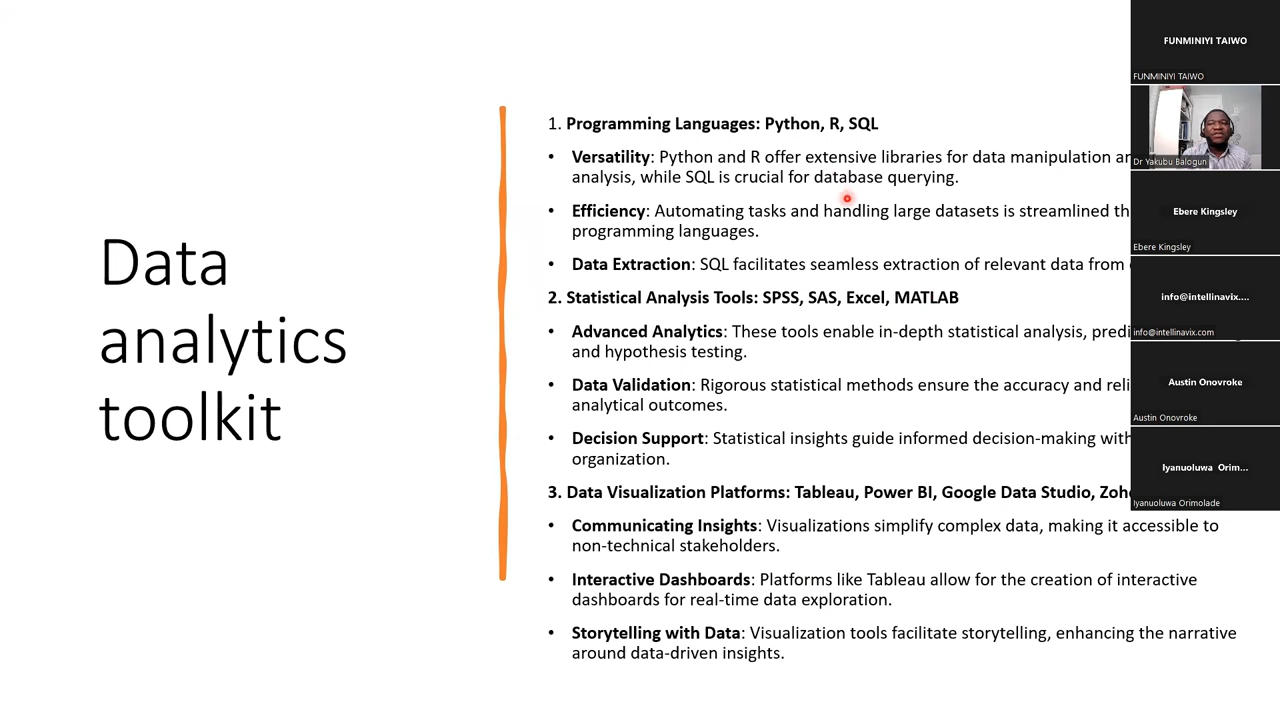 Data
analytics
toolkit
1. Programming Languages: Python, R, SQL
• Versatility: Python and R offer extensive libraries for data manipulation
analysis, while SQL is crucial for database querying.
• Efficiency: Automating tasks and handling large datasets is streamlined
programming languages.
• Data Extraction: SQL facilitates seamless extraction of relevant data from
2. Statistical Analysis Tools: SPSS, SAS, Excel, MATLAB
• Advanced Analytics: These tools enable in-depth statistical analysis,
and hypothesis testing.
• Data Validation: Rigorous statistical methods ensure the accuracy and
analytical outcomes.
• Decision Support: Statistical insights guide informed decision-making
organization.
3. Data Visualization Platforms: Tableau, Power BI, Google Data Studio,
• Communicating Insights: Visualizations simplify complex data, making it accessible to
non-technical stakeholders.
• Interactive Dashboards: Platforms like Tableau allow for the creation of interactive
dashboards for real-time data exploration.
• Storytelling with Data: Visualization tools facilitate storytelling, enhancing the narrative
around data-driven insights.
FUNMINIYI TAIWO
FUNMINIYI TAIWO
Dr Yakubu Balogun
Ebere Kingsley
Ebere Kingsley
info@intellinavix....
info@intellinavix.com
Austin Onovroke
Austin Onovroke
Iyanuoluwa Orim...
Iyanuoluwa Orimolade